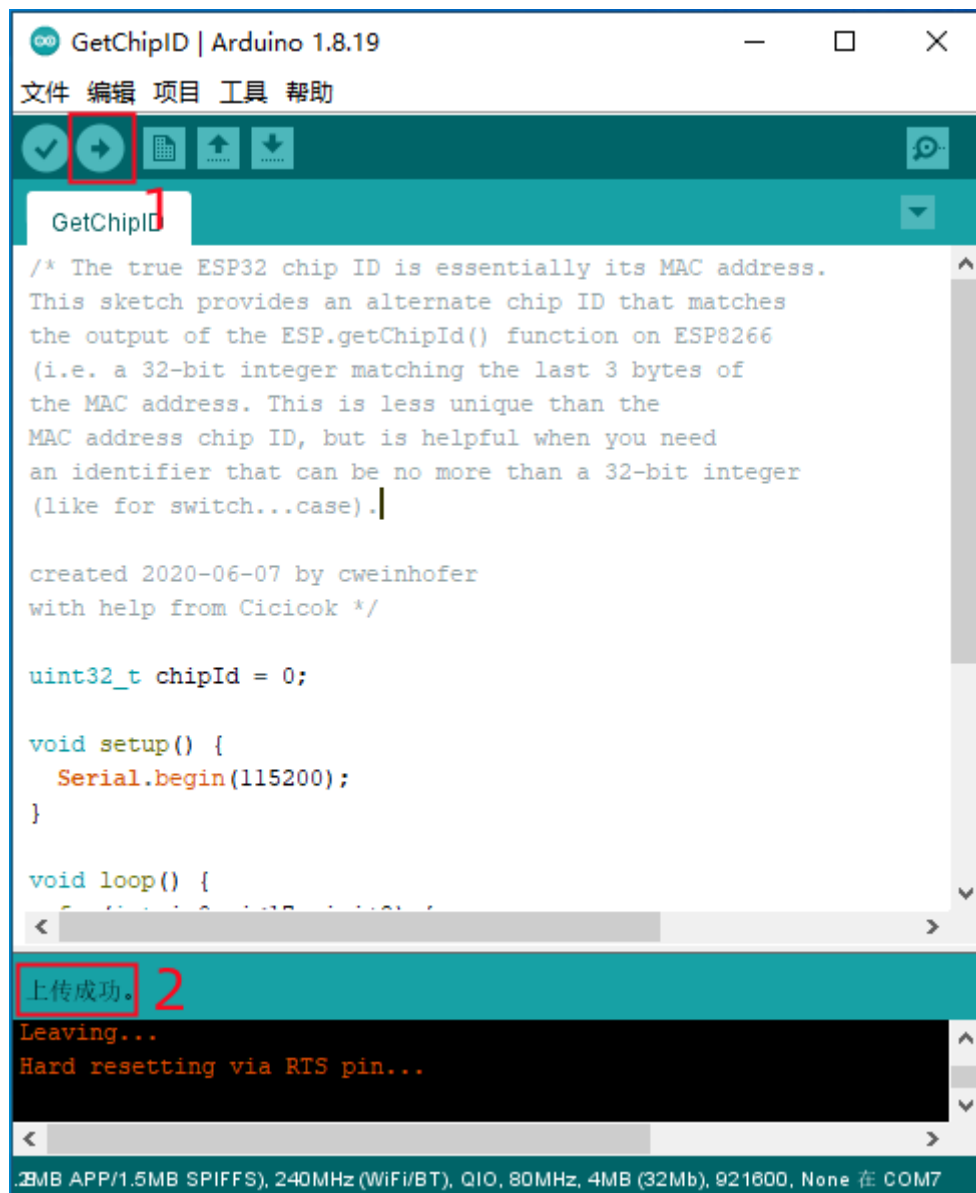 GetChipID | Arduino 1.8.19
文件 编辑 项目 工具 帮助
1
GetChipID
/* The true ESP32 chip ID is essentially its MAC address.
This sketch provides an alternate chip ID that matches
the output of the ESP.getChipId() function on ESP8266
(i.e. a 32-bit integer matching the last 3 bytes of
the MAC address. This is less unique than the
MAC address chip ID, but is helpful when you need
an identifier that can be no more than a 32-bit integer
(like for switch...case).
created 2020-06-07 by cweinhofer
with help from Cicicok */
uint32_t chipId = 0;
void setup() {
Serial.begin(115200);
}
void loop() {
上传成功。 2
Leaving...
Hard resetting via RTS pin...
MB APP/1.5MB SPIFFS), 240MHz (WiFi/BT), QIO, 80MHz, 4MB (32Mb), 921600, None 在 COM7